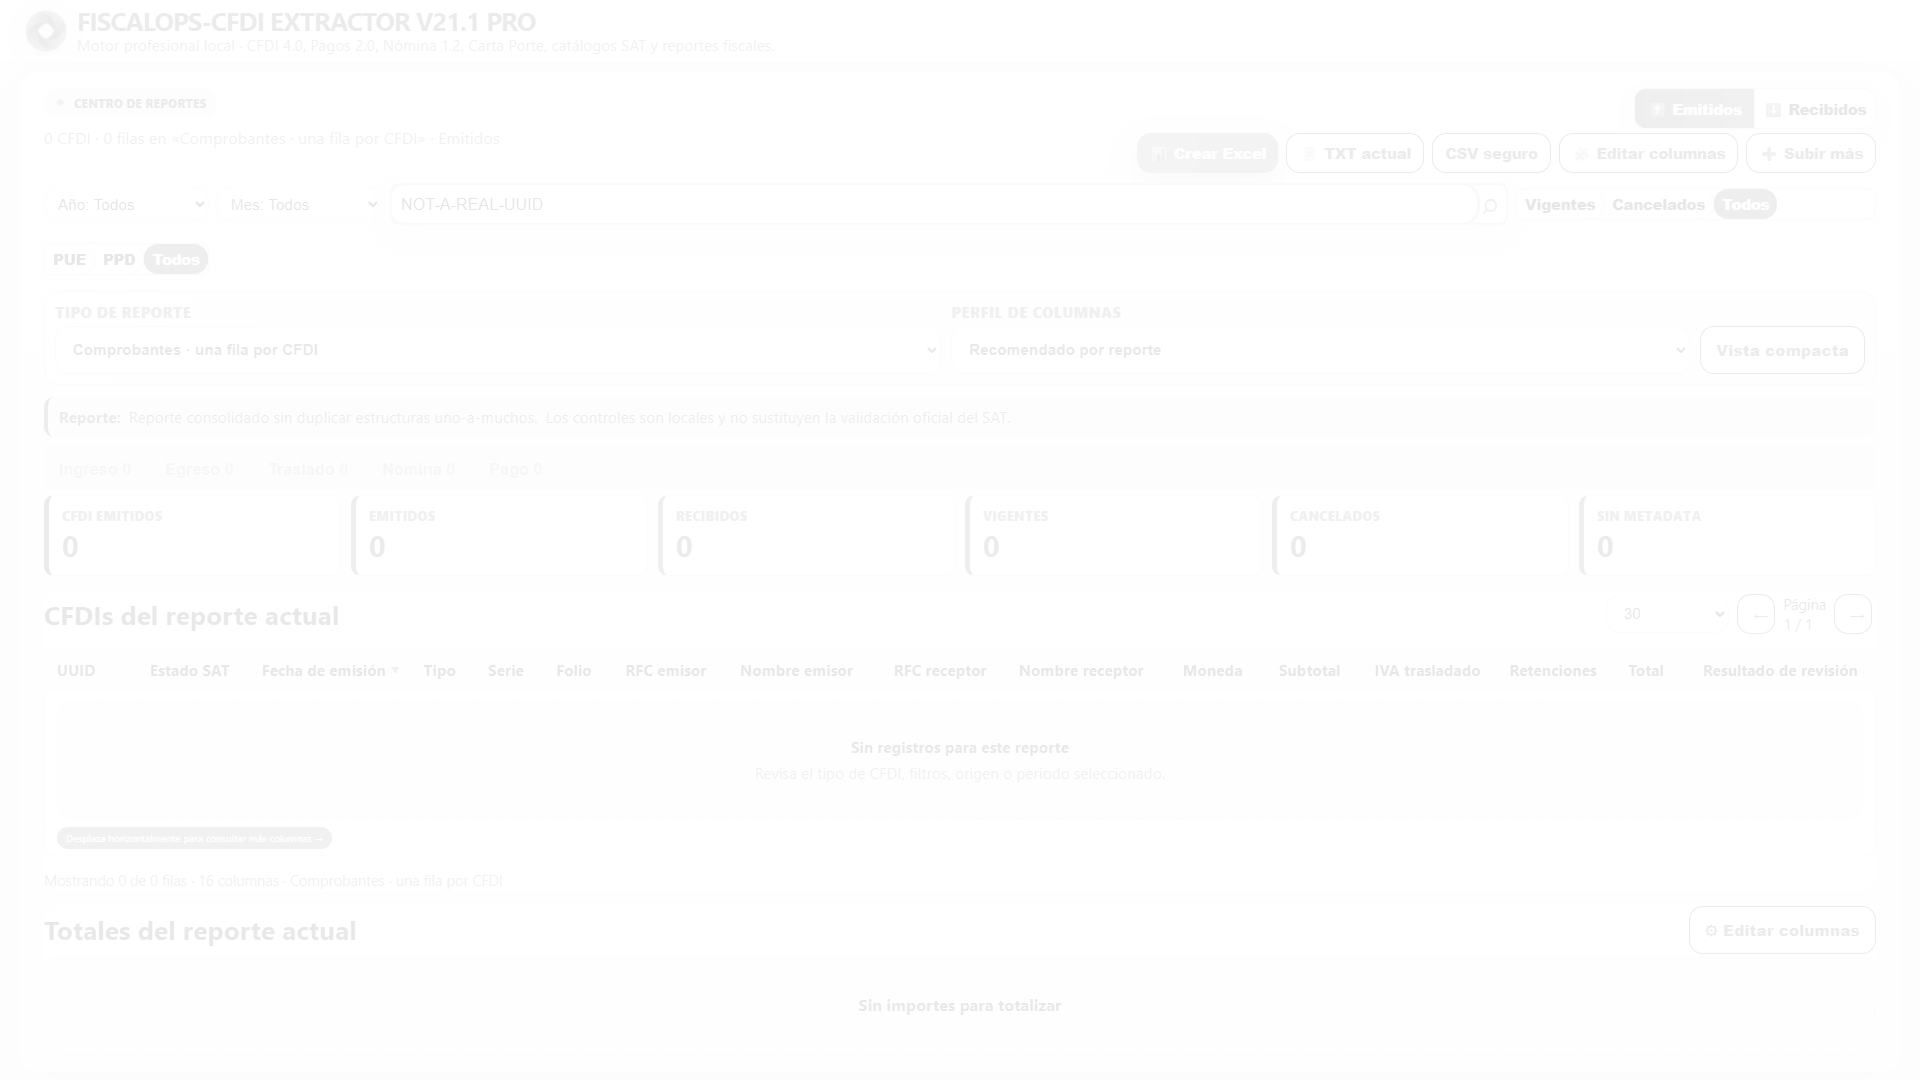 FISCALOPS-CFDI EXTRACTOR V21.1 PRO
Motor profesional local · CFDI 4.0, Pagos 2.0, Nómina 1.2, Carta Porte, catálogos SAT y reportes fiscales.
CENTRO DE REPORTES
Emitidos Recibidos
0 CFDI · 0 filas en «Comprobantes · una fila por CFDI» · Emitidos
Crear Excel TXT actual CSV seguro Editar columnas Subir más
Año: Todos Mes: Todos NOT-A-REAL-UUID Vigentes Cancelados Todos
PUE PPD Todos
TIPO DE REPORTE PERFIL DE COLUMNAS
Comprobantes · una fila por CFDI Recomendado por reporte Vista compacta
Reporte: Reporte consolidado sin duplicar estructuras uno-a-muchos. Los controles son locales y no sustituyen la validación oficial del SAT.
Ingreso 0 Egreso 0 Traslado 0 Nómina 0 Pago 0
CFDI EMITIDOS EMITIDOS RECIBIDOS VIGENTES CANCELADOS SIN METADATA
0 0 0 0 0 0
CFDIs del reporte actual 30 ← Página 1 / 1 →
UUID Estado SAT Fecha de emisión ▼ Tipo Serie Folio RFC emisor Nombre emisor RFC receptor Nombre receptor Moneda Subtotal IVA trasladado Retenciones Total Resultado de revisión
Sin registros para este reporte
Revisa el tipo de CFDI, filtros, origen o periodo seleccionado.
Desplaza horizontalmente para consultar más columnas →
Mostrando 0 de 0 filas · 16 columnas · Comprobantes · una fila por CFDI
Totales del reporte actual ⚙ Editar columnas
Sin importes para totalizar